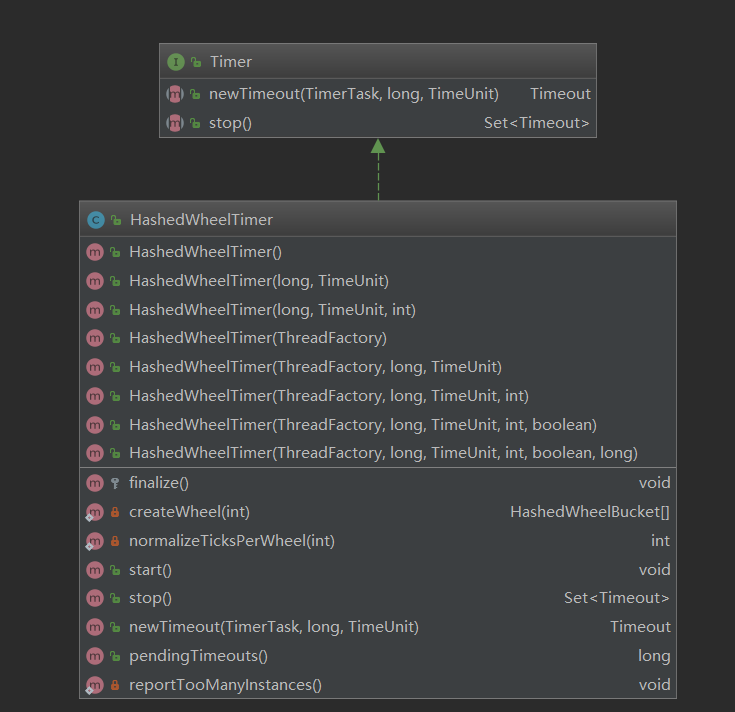 I Timer
m newTimeout(TimerTask, long, TimeUnit) Timeout
m stop() Set<Timeout>
C HashedWheelTimer
m HashedWheelTimer()
m HashedWheelTimer(long, TimeUnit)
m HashedWheelTimer(long, TimeUnit, int)
m HashedWheelTimer(ThreadFactory)
m HashedWheelTimer(ThreadFactory, long, TimeUnit)
m HashedWheelTimer(ThreadFactory, long, TimeUnit, int)
m HashedWheelTimer(ThreadFactory, long, TimeUnit, int, boolean)
m HashedWheelTimer(ThreadFactory, long, TimeUnit, int, boolean, long)
m finalize() void
m createWheel(int) HashedWheelBucket[]
m normalizeTicksPerWheel(int) int
m start() void
m stop() Set<Timeout>
m newTimeout(TimerTask, long, TimeUnit) Timeout
m pendingTimeouts() long
m reportTooManyInstances() void